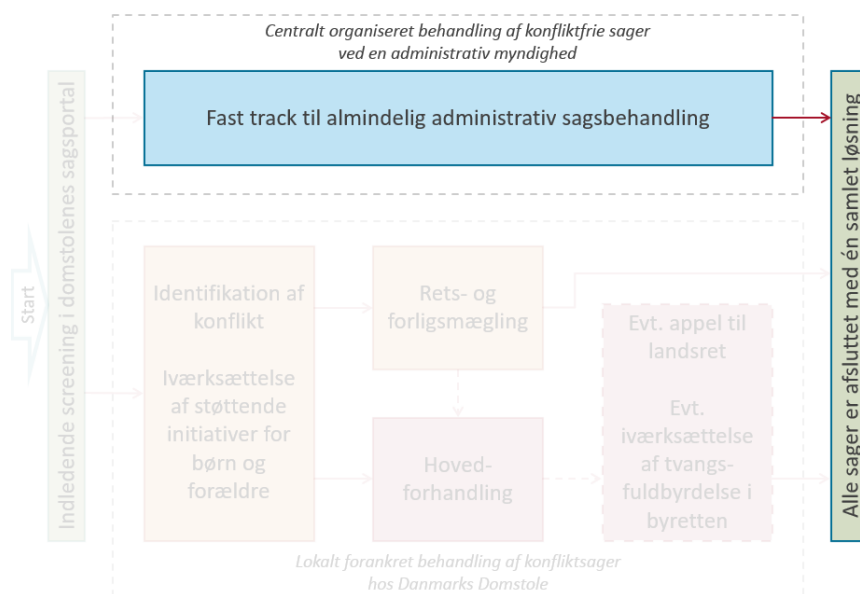 Centralt organiseret behandling af konfliktfrie sager
ved en administrativ myndighed
Start
Indledende screening i domstolenes sagsportal
Fast track til almindelig administrativ sagsbehandling
Identifikation af
konflikt
Iværksættelse
af støttende
initiativer for
børn og
forældre
Rets- og
forligsmægling
Hoved-
forhandling
Evt. appel til
landsret
Evt.
iværksættelse
af tvangs-
fuldbyrdelse i
byretten
Alle sager er afsluttet med én samlet løsning
Lokalt forankret behandling af konfliktsager
hos Danmarks Domstole